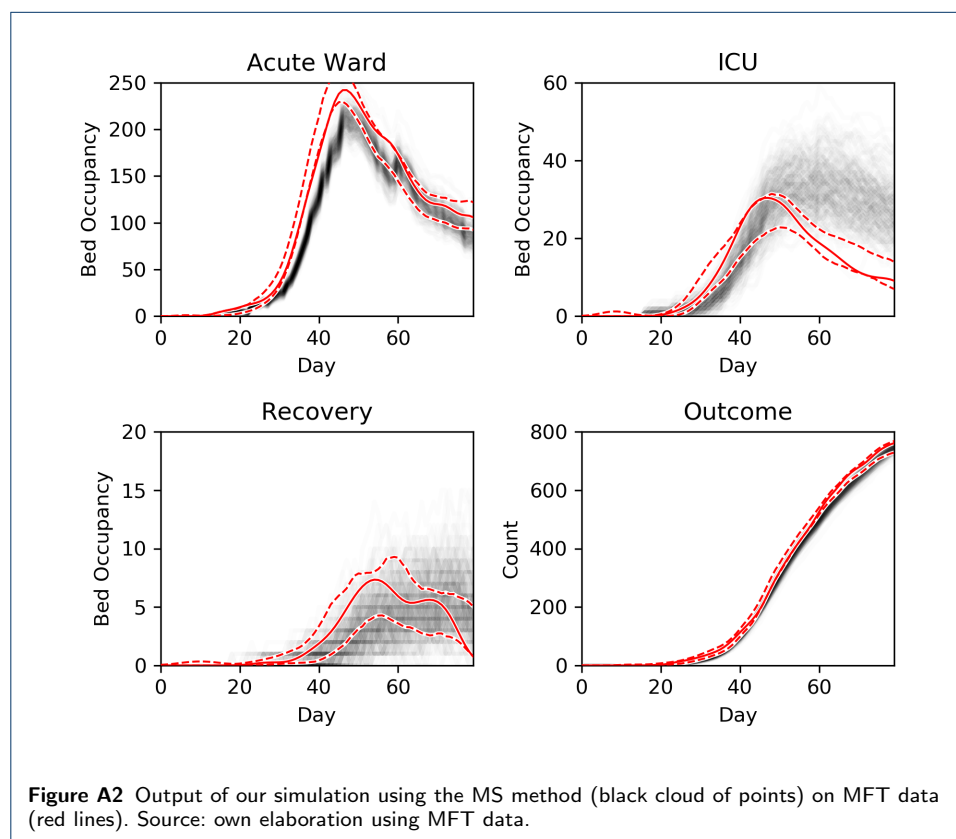 Acute Ward
250
200
150
100
50
0
0 20 40 60
Bed Occupancy
Day
ICU
60
40
20
0
0 20 40 60
Bed Occupancy
Day
Recovery
20
15
10
5
0
0 20 40 60
Bed Occupancy
Day
Outcome
800
600
400
200
0
0 20 40 60
Count
Day
Figure A2 Output of our simulation using the MS method (black cloud of points) on MFT data
(red lines). Source: own elaboration using MFT data.